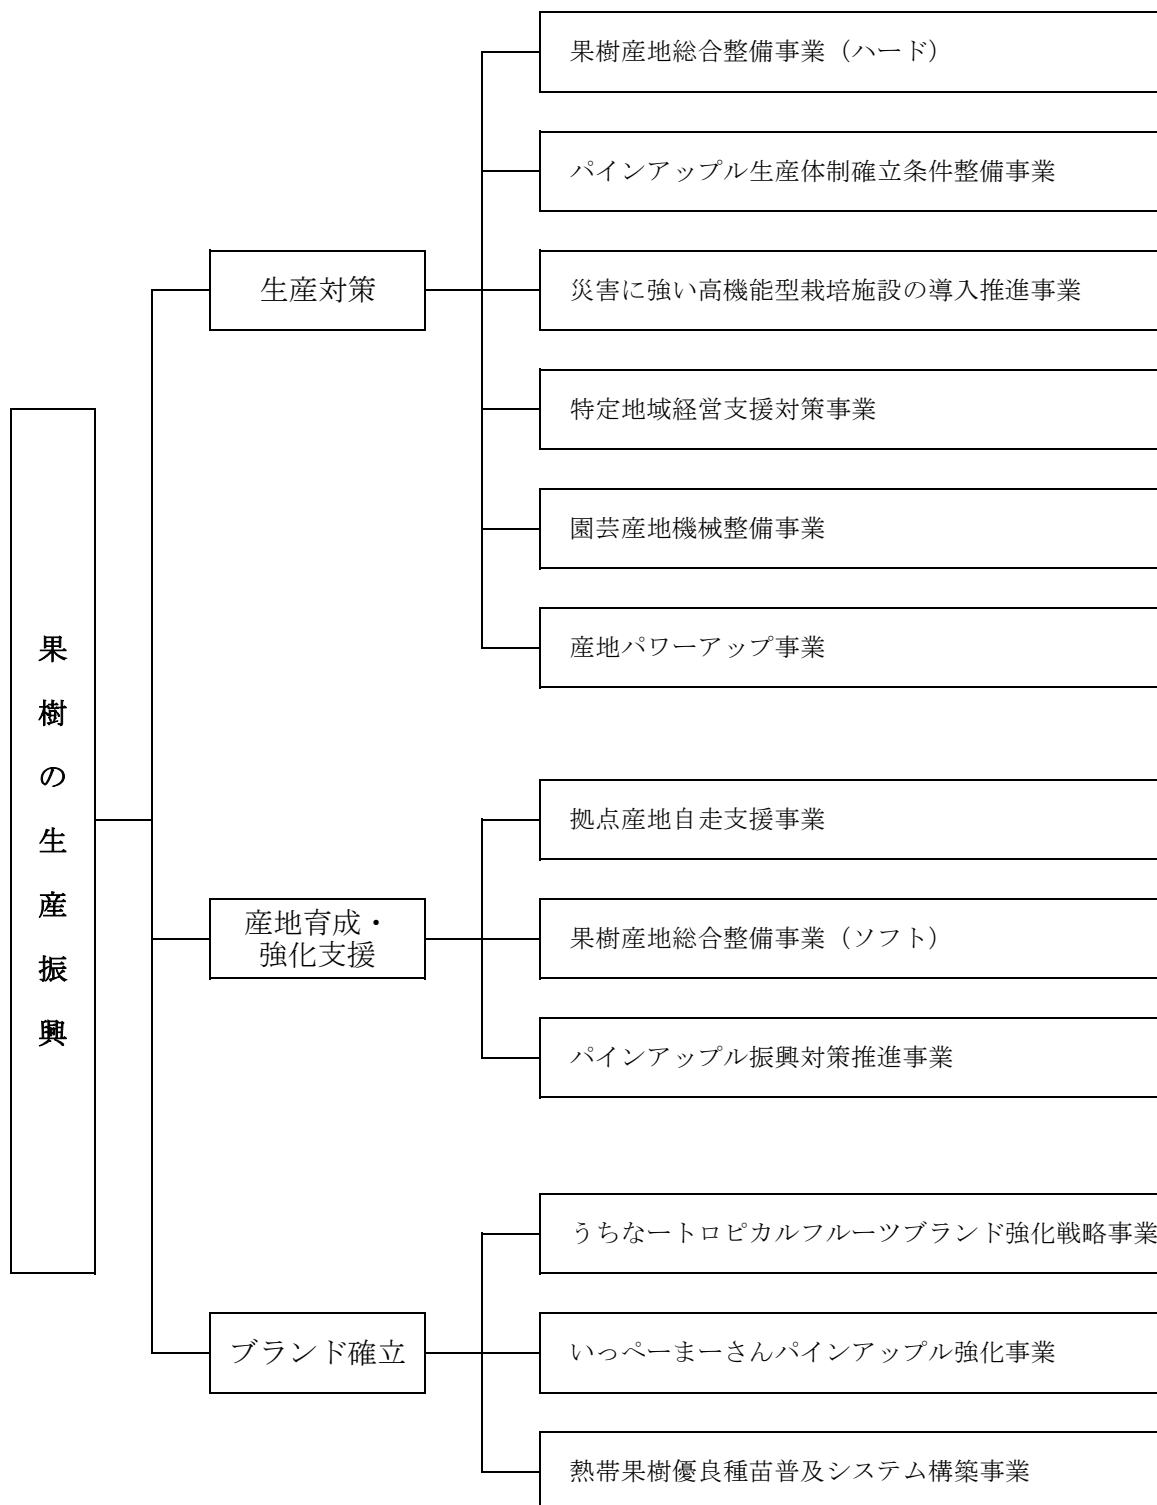 果樹の生産振興
生産対策
果樹産地総合整備事業（ハード）
パインアップル生産体制確立条件整備事業
災害に強い高機能型栽培施設の導入推進事業
特定地域経営支援対策事業
園芸産地機械整備事業
産地パワーアップ事業
産地育成・
強化支援
拠点産地自走支援事業
果樹産地総合整備事業（ソフト）
パインアップル振興対策推進事業
ブランド確立
うちなートロピカルフルーツブランド強化戦略事業
いっぺーまーさんパインアップル強化事業
熱帯果樹優良種苗普及システム構築事業